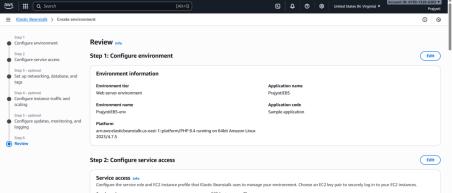 aws
Search
[Alt+S]
United States (N. Virginia)
Prajyot
Elastic Beanstalk > Create environment
Step 1
Configure environment
Step 2
Configure service access
Step 3 - optional
Set up networking, database, and
tags
Step 4 - optional
Configure instance traffic and
scaling
Step 5 - optional
Configure updates, monitoring, and
logging
Step 6
Review
Review Info
Step 1: Configure environment
Edit
Environment information
Environment tier
Web server environment
Application name
PrajyotEBS
Environment name
PrajyotEBS-env
Application code
Sample application
Platform
arn:aws:elasticbeanstalk:us-east-1::platform/PHP 8.4 running on 64bit Amazon Linux
2023/4.7.5
Step 2: Configure service access
Edit
Service access Info
Configure the service role and EC2 instance profile that Elastic Beanstalk uses to manage your environment. Choose an EC2 key pair to securely log in to your EC2 instances.